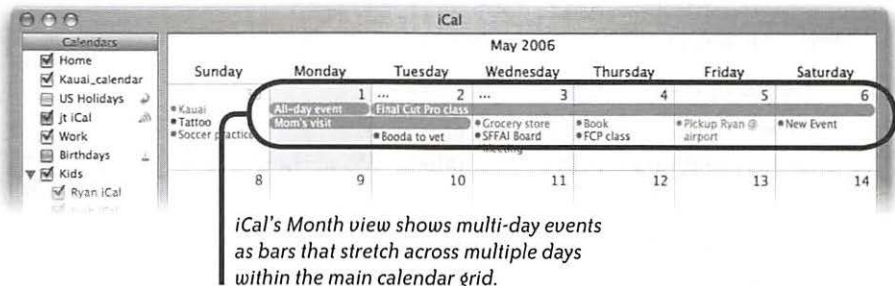 iCal
Calendars
Home
Kauai_calendar
US Holidays
jt iCal
Work
Birthdays
Kids
Ryan iCal
May 2006
Sunday Monday Tuesday Wednesday Thursday Friday Saturday
1 ... 2 ... 3 4 5 6
Kauai All-day event Final Cut Pro class
Tattoo Mom's visit Grocery store Book Pickup Ryan @ New Event
Soccer practice Booda to vet SFFAI Board FCP class airport
Meeting
8 9 10 11 12 13 14
iCal's Month view shows multi-day events
as bars that stretch across multiple days
within the main calendar grid.